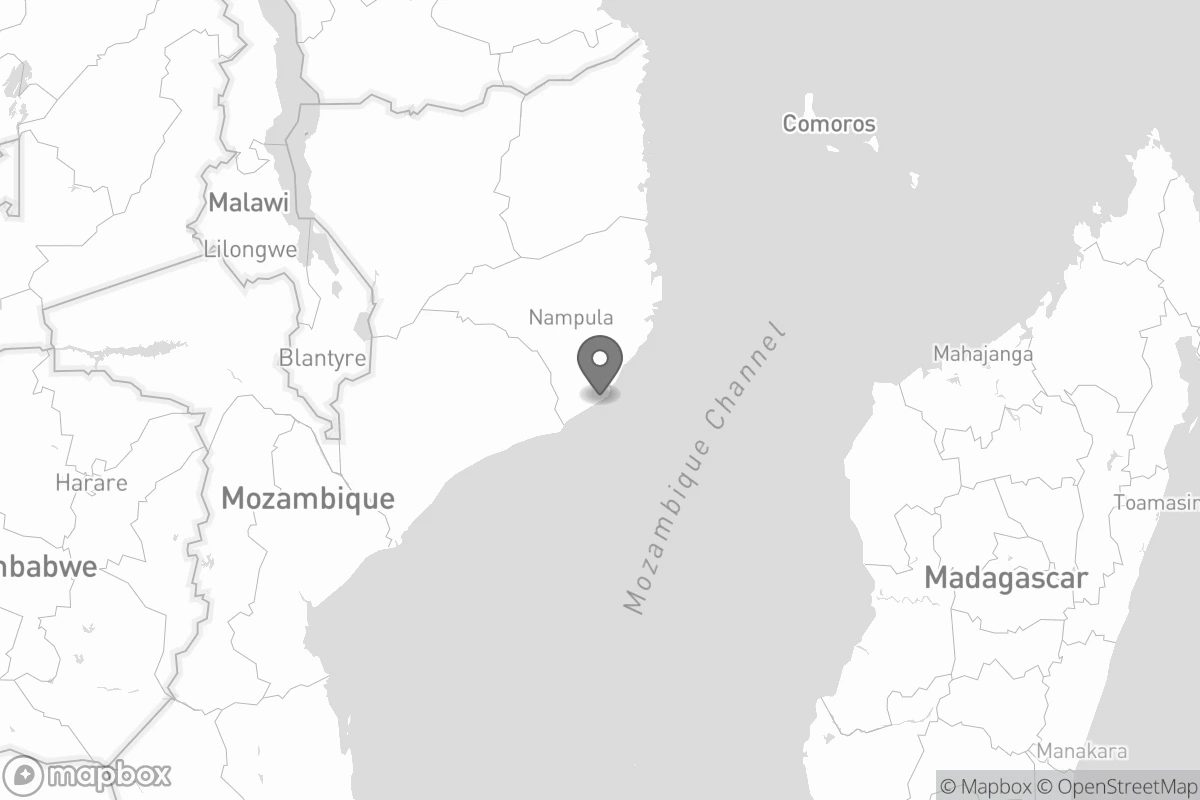 Comoros
Malawi
Lilongwe
Nampula
Blantyre
Mahajanga
Mozambique Channel
Harare
Mozambique
Toamasin
nbabwe
Madagascar
Manakara
mapbox
© Mapbox © OpenStreetMap